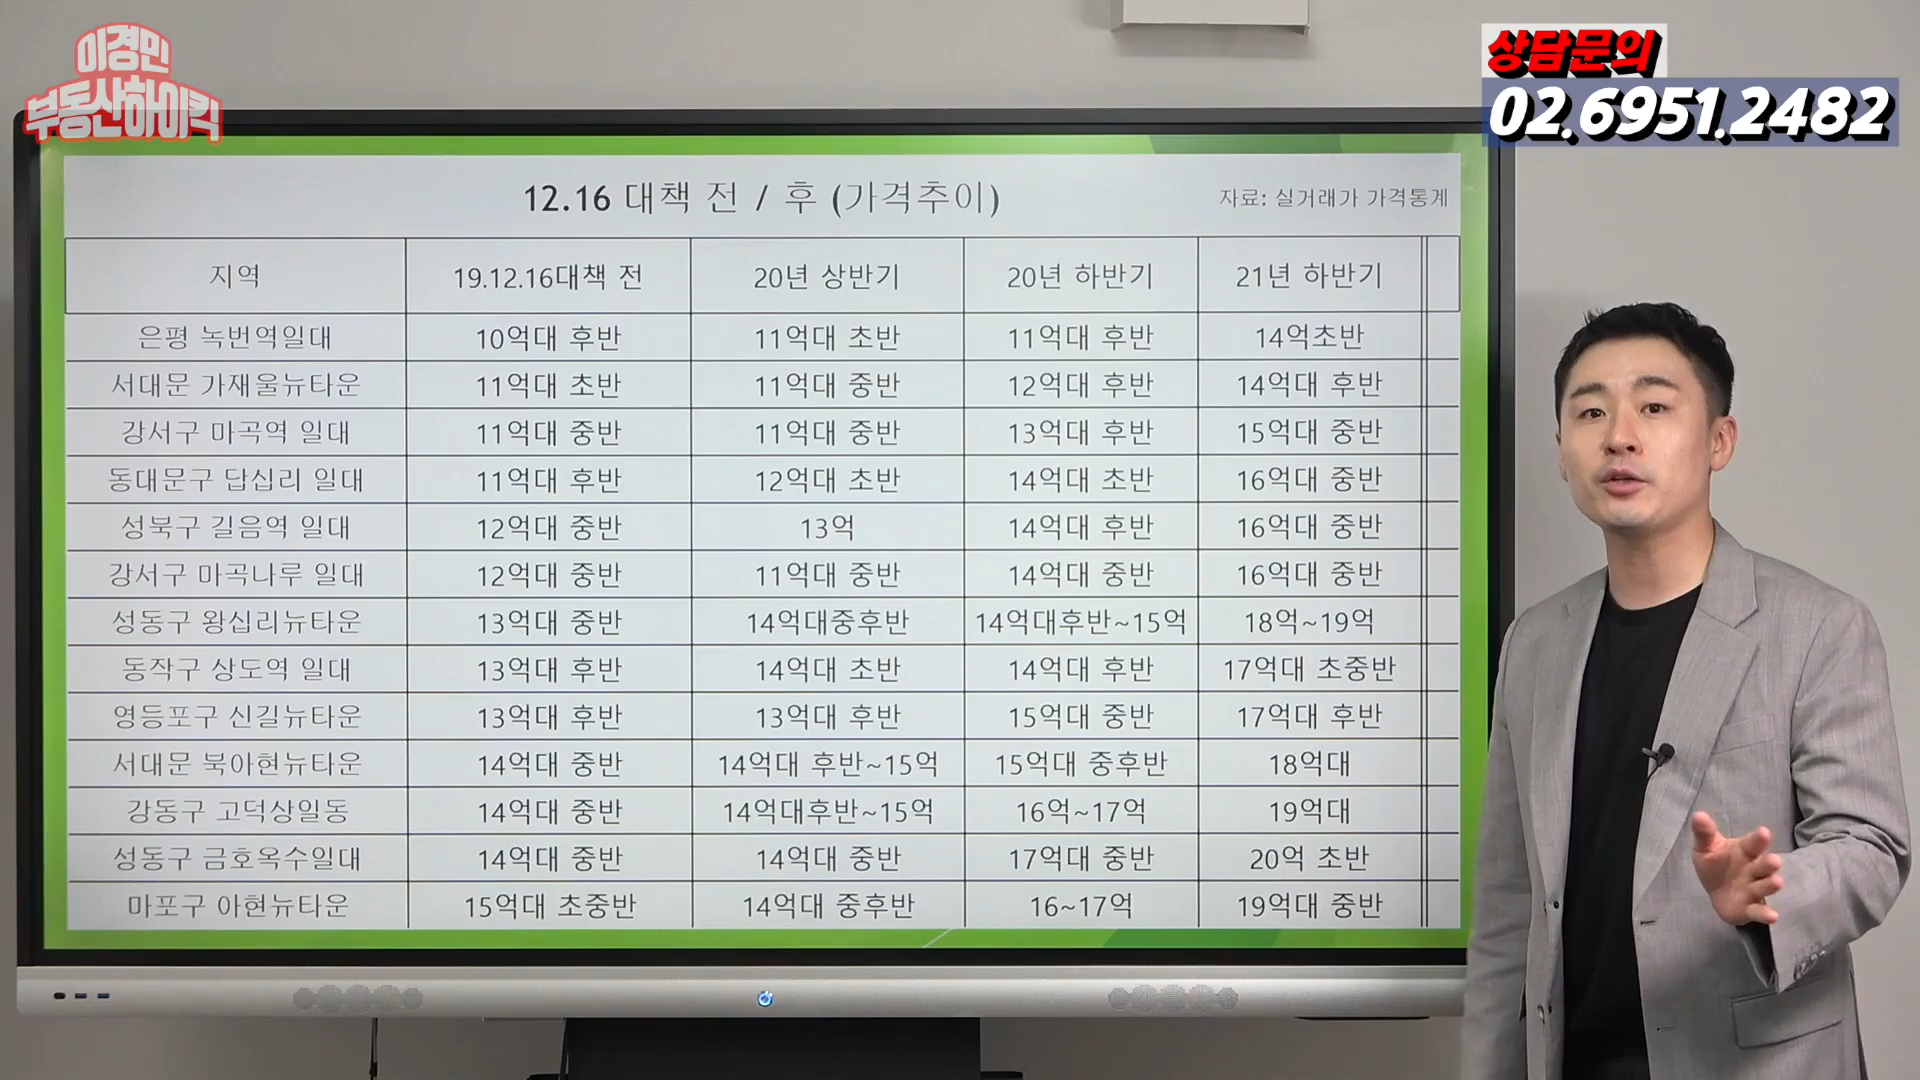 이경민
부동산하이킥
상담문의
02.6951.2482
12.16 대책 전 / 후 (가격추이)
자료: 실거래가 가격통계
지역 19.12.16대책 전 20년 상반기 20년 하반기 21년 하반기
은평 녹번역일대 10억대 후반 11억대 초반 11억대 후반 14억초반
서대문 가재울뉴타운 11억대 초반 11억대 중반 12억대 후반 14억대 후반
강서구 마곡역 일대 11억대 중반 11억대 중반 13억대 후반 15억대 중반
동대문구 답십리 일대 11억대 후반 12억대 초반 14억대 초반 16억대 중반
성북구 길음역 일대 12억대 중반 13억 14억대 후반 16억대 중반
강서구 마곡나루 일대 12억대 중반 11억대 중반 14억대 중반 16억대 중반
성동구 왕십리뉴타운 13억대 중반 14억대중후반 14억대후반~15억 18억~19억
동작구 상도역 일대 13억대 후반 14억대 초반 14억대 후반 17억대 초중반
영등포구 신길뉴타운 13억대 후반 13억대 후반 15억대 중반 17억대 후반
서대문 북아현뉴타운 14억대 중반 14억대 후반~15억 15억대 중후반 18억대
강동구 고덕상일동 14억대 중반 14억대후반~15억 16억~17억 19억대
성동구 금호옥수일대 14억대 중반 14억대 중반 17억대 중반 20억 초반
마포구 아현뉴타운 15억대 초중반 14억대 중후반 16~17억 19억대 중반